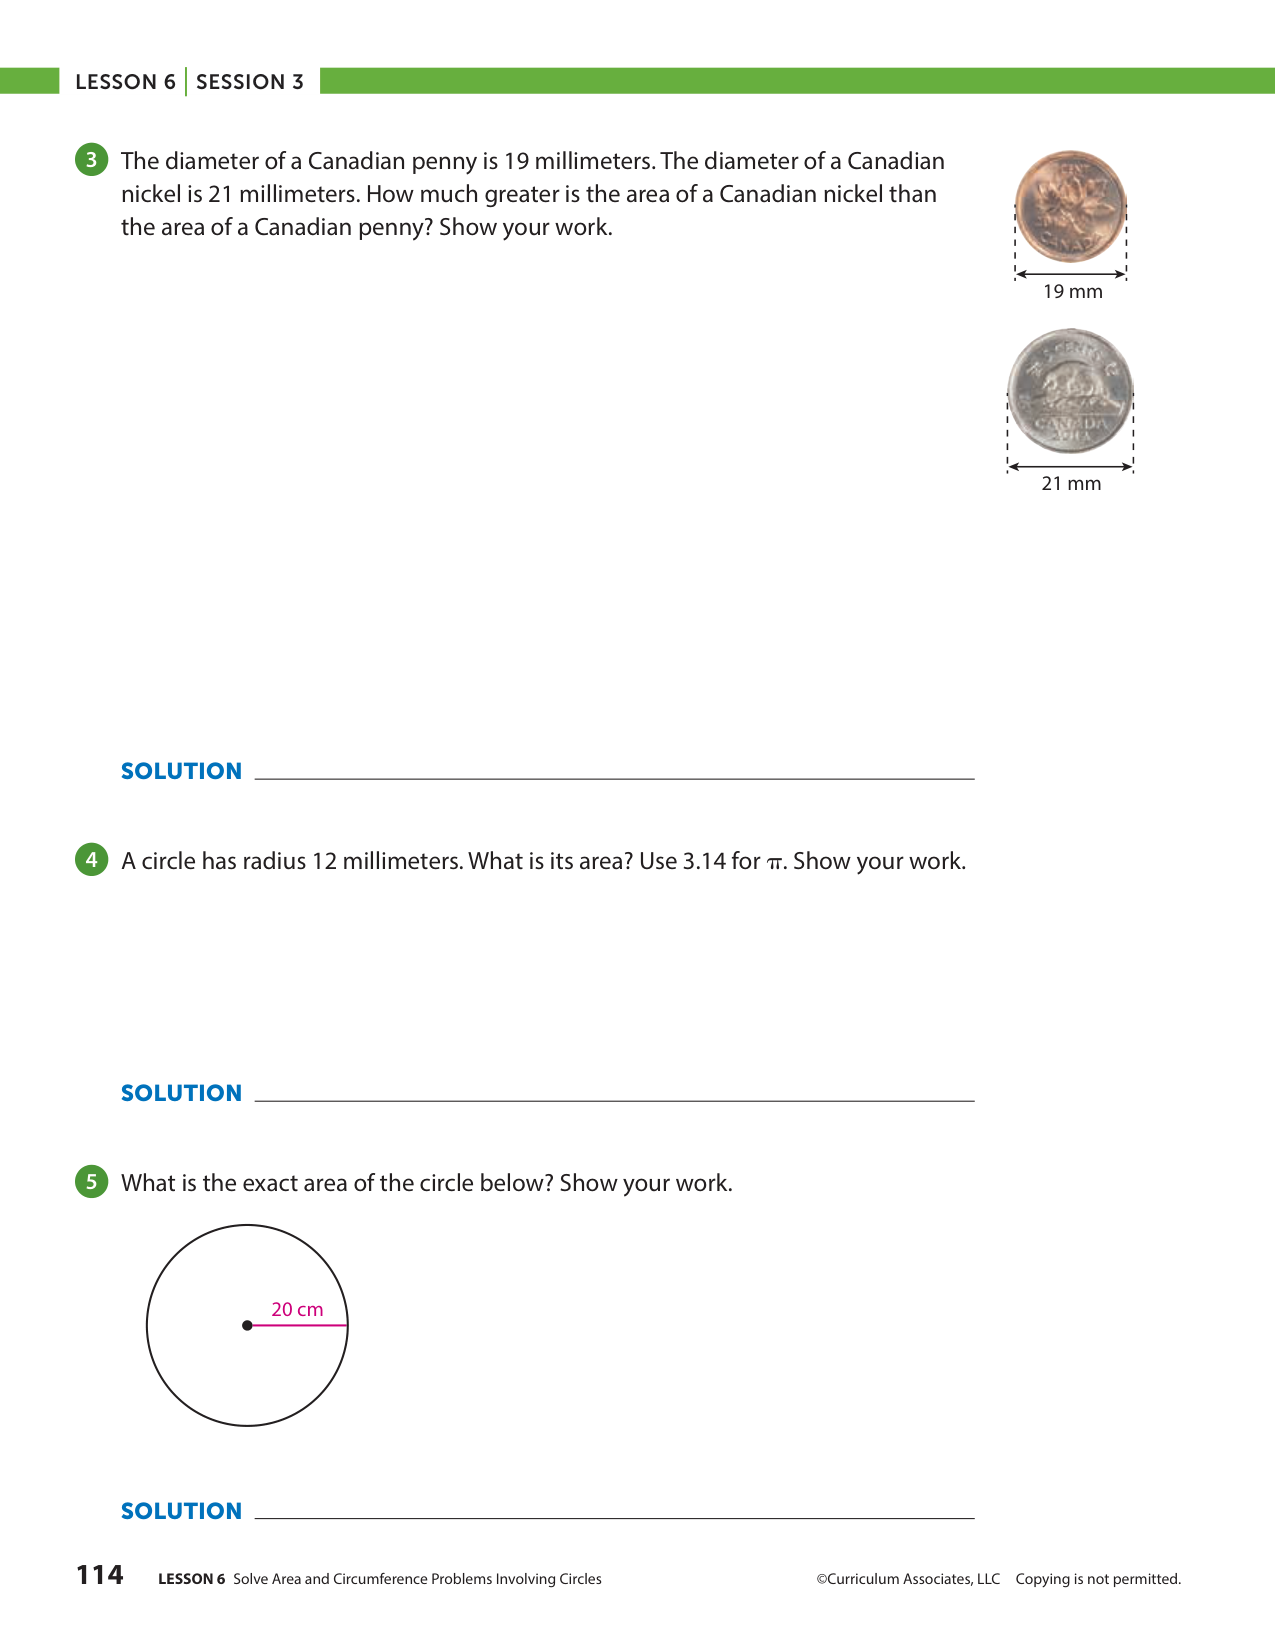 LESSON 6 | SESSION 3
3 The diameter of a Canadian penny is 19 millimeters. The diameter of a Canadian
nickel is 21 millimeters. How much greater is the area of a Canadian nickel than
the area of a Canadian penny? Show your work.
CENT
CANADA
19 mm
5 CENTS
CANADA
21 mm
SOLUTION
4 A circle has radius 12 millimeters. What is its area? Use 3.14 for π. Show your work.
SOLUTION
5 What is the exact area of the circle below? Show your work.
20 cm
SOLUTION
114 LESSON 6 Solve Area and Circumference Problems Involving Circles ©Curriculum Associates, LLC Copying is not permitted.